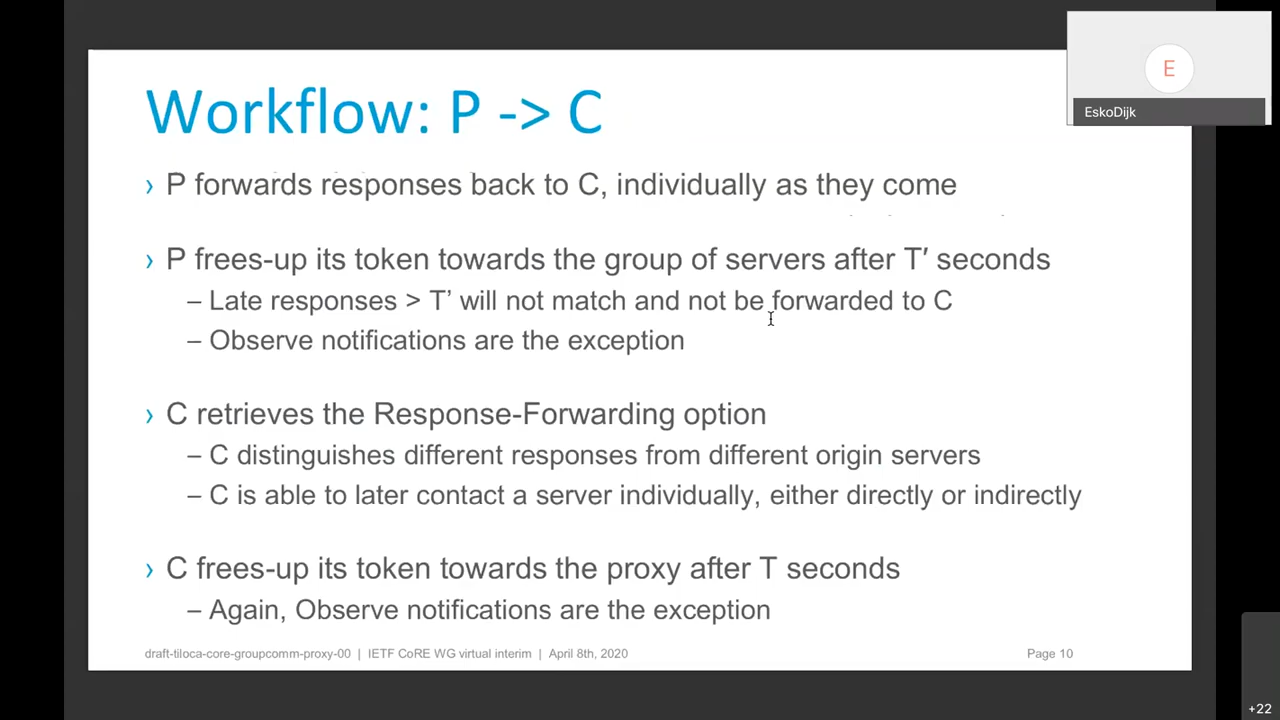 E
EskoDijk
Workflow: P -> C
› P forwards responses back to C, individually as they come
› P frees-up its token towards the group of servers after T′ seconds
– Late responses > T’ will not match and not be forwarded to C
– Observe notifications are the exception
› C retrieves the Response-Forwarding option
– C distinguishes different responses from different origin servers
– C is able to later contact a server individually, either directly or indirectly
› C frees-up its token towards the proxy after T seconds
– Again, Observe notifications are the exception
draft-tiloca-core-groupcomm-proxy-00 | IETF CoRE WG virtual interim | April 8th, 2020 Page 10
+22